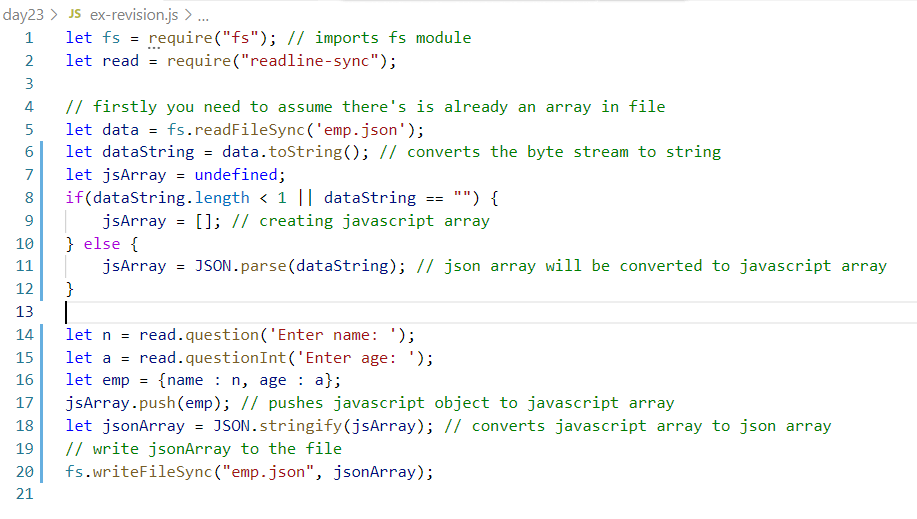 day23 > JS ex-revision.js > ...
1 let fs = require("fs"); // imports fs module
2 let read = require("readline-sync");
3
4 // firstly you need to assume there's is already an array in file
5 let data = fs.readFileSync('emp.json');
6 let dataString = data.toString(); // converts the byte stream to string
7 let jsArray = undefined;
8 if(dataString.length < 1 || dataString == "") {
9     jsArray = []; // creating javascript array
10 } else {
11     jsArray = JSON.parse(dataString); // json array will be converted to javascript array
12 }
13
14 let n = read.question('Enter name: ');
15 let a = read.questionInt('Enter age: ');
16 let emp = {name : n, age : a};
17 jsArray.push(emp); // pushes javascript object to javascript array
18 let jsonArray = JSON.stringify(jsArray); // converts javascript array to json array
19 // write jsonArray to the file
20 fs.writeFileSync("emp.json", jsonArray);
21